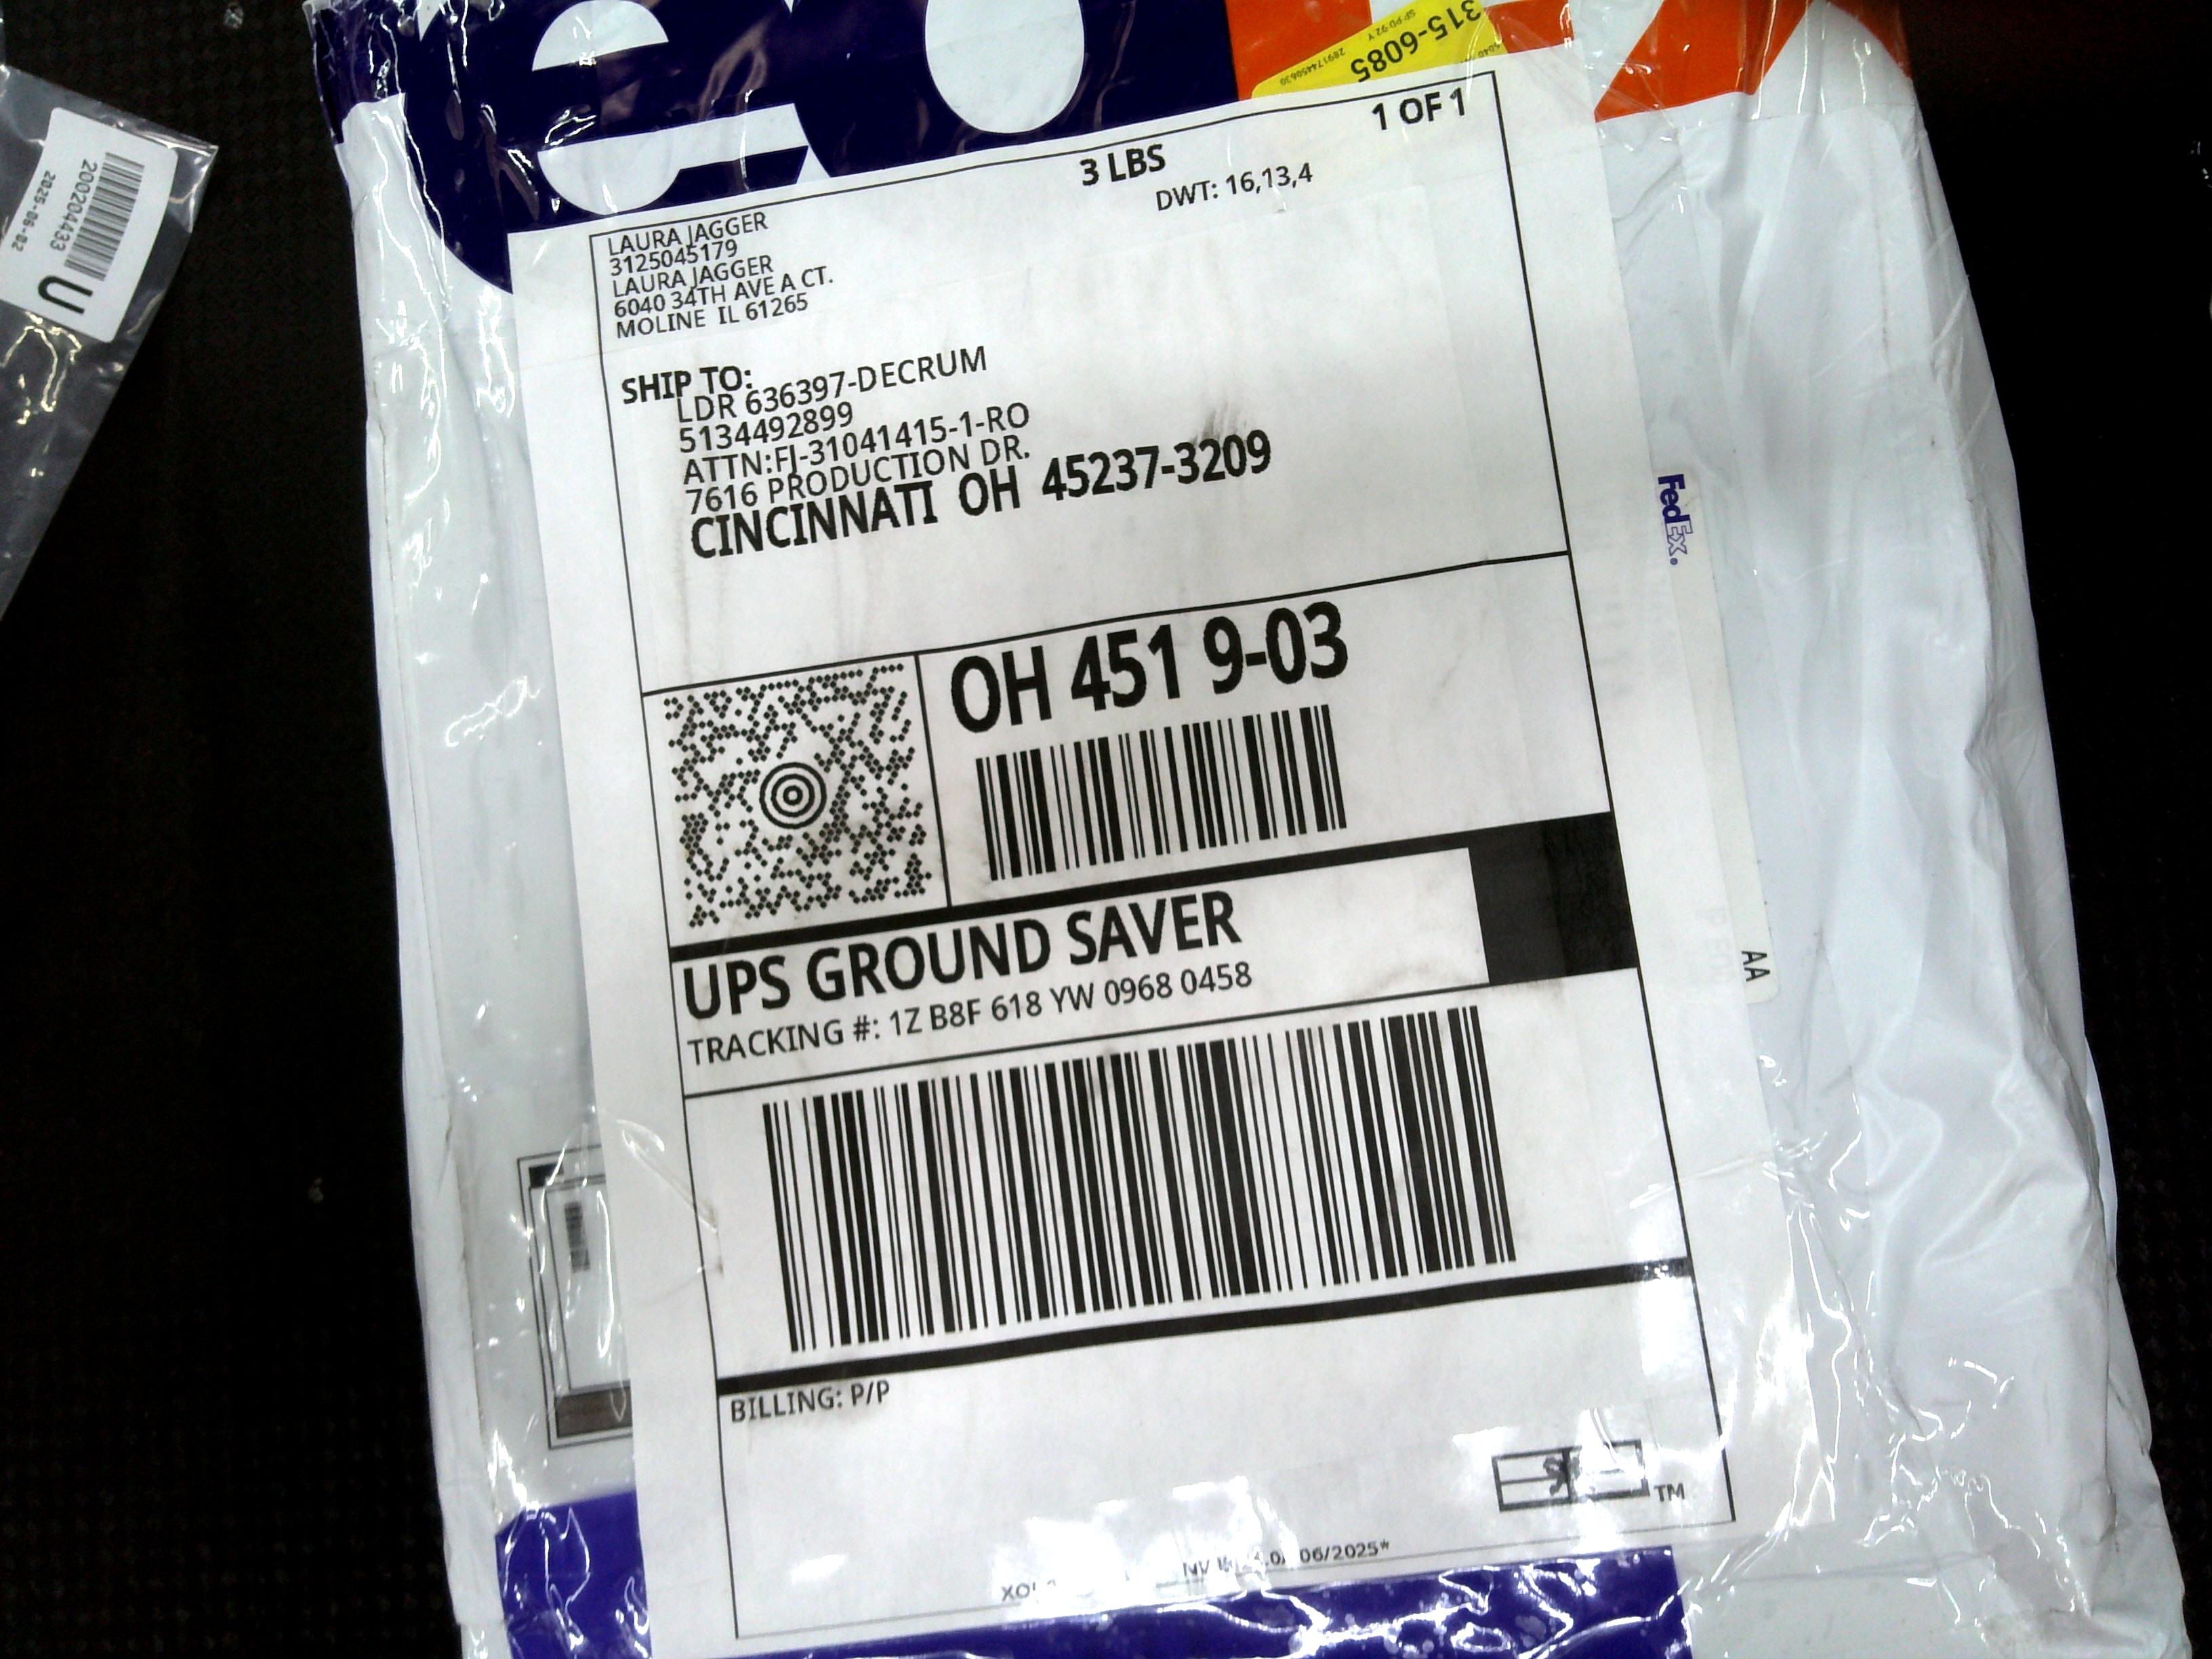 315-6085
1 OF 1
3 LBS
DWT: 16,13,4
LAURA JAGGER
3125045179
LAURA JAGGER
6040 34TH AVE A CT.
MOLINE IL 61265
SHIP TO:
LDR 636397-DECRUM
5134492899
ATTN:FJ-31041415-1-RO
7616 PRODUCTION DR.
CINCINNATI OH 45237-3209
OH 451 9-03
UPS GROUND SAVER
TRACKING #: 1Z B8F 618 YW 0968 0458
BILLING: P/P
TM
06/2025*
FedEx.
AA
200204433
2025-06-02
U